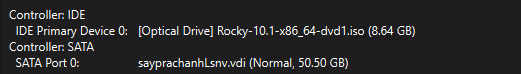 Controller: IDE
IDE Primary Device 0: [Optical Drive] Rocky-10.1-x86_64-dvd1.iso (8.64 GB)
Controller: SATA
SATA Port 0: sayprachanhLsnv.vdi (Normal, 50.50 GB)